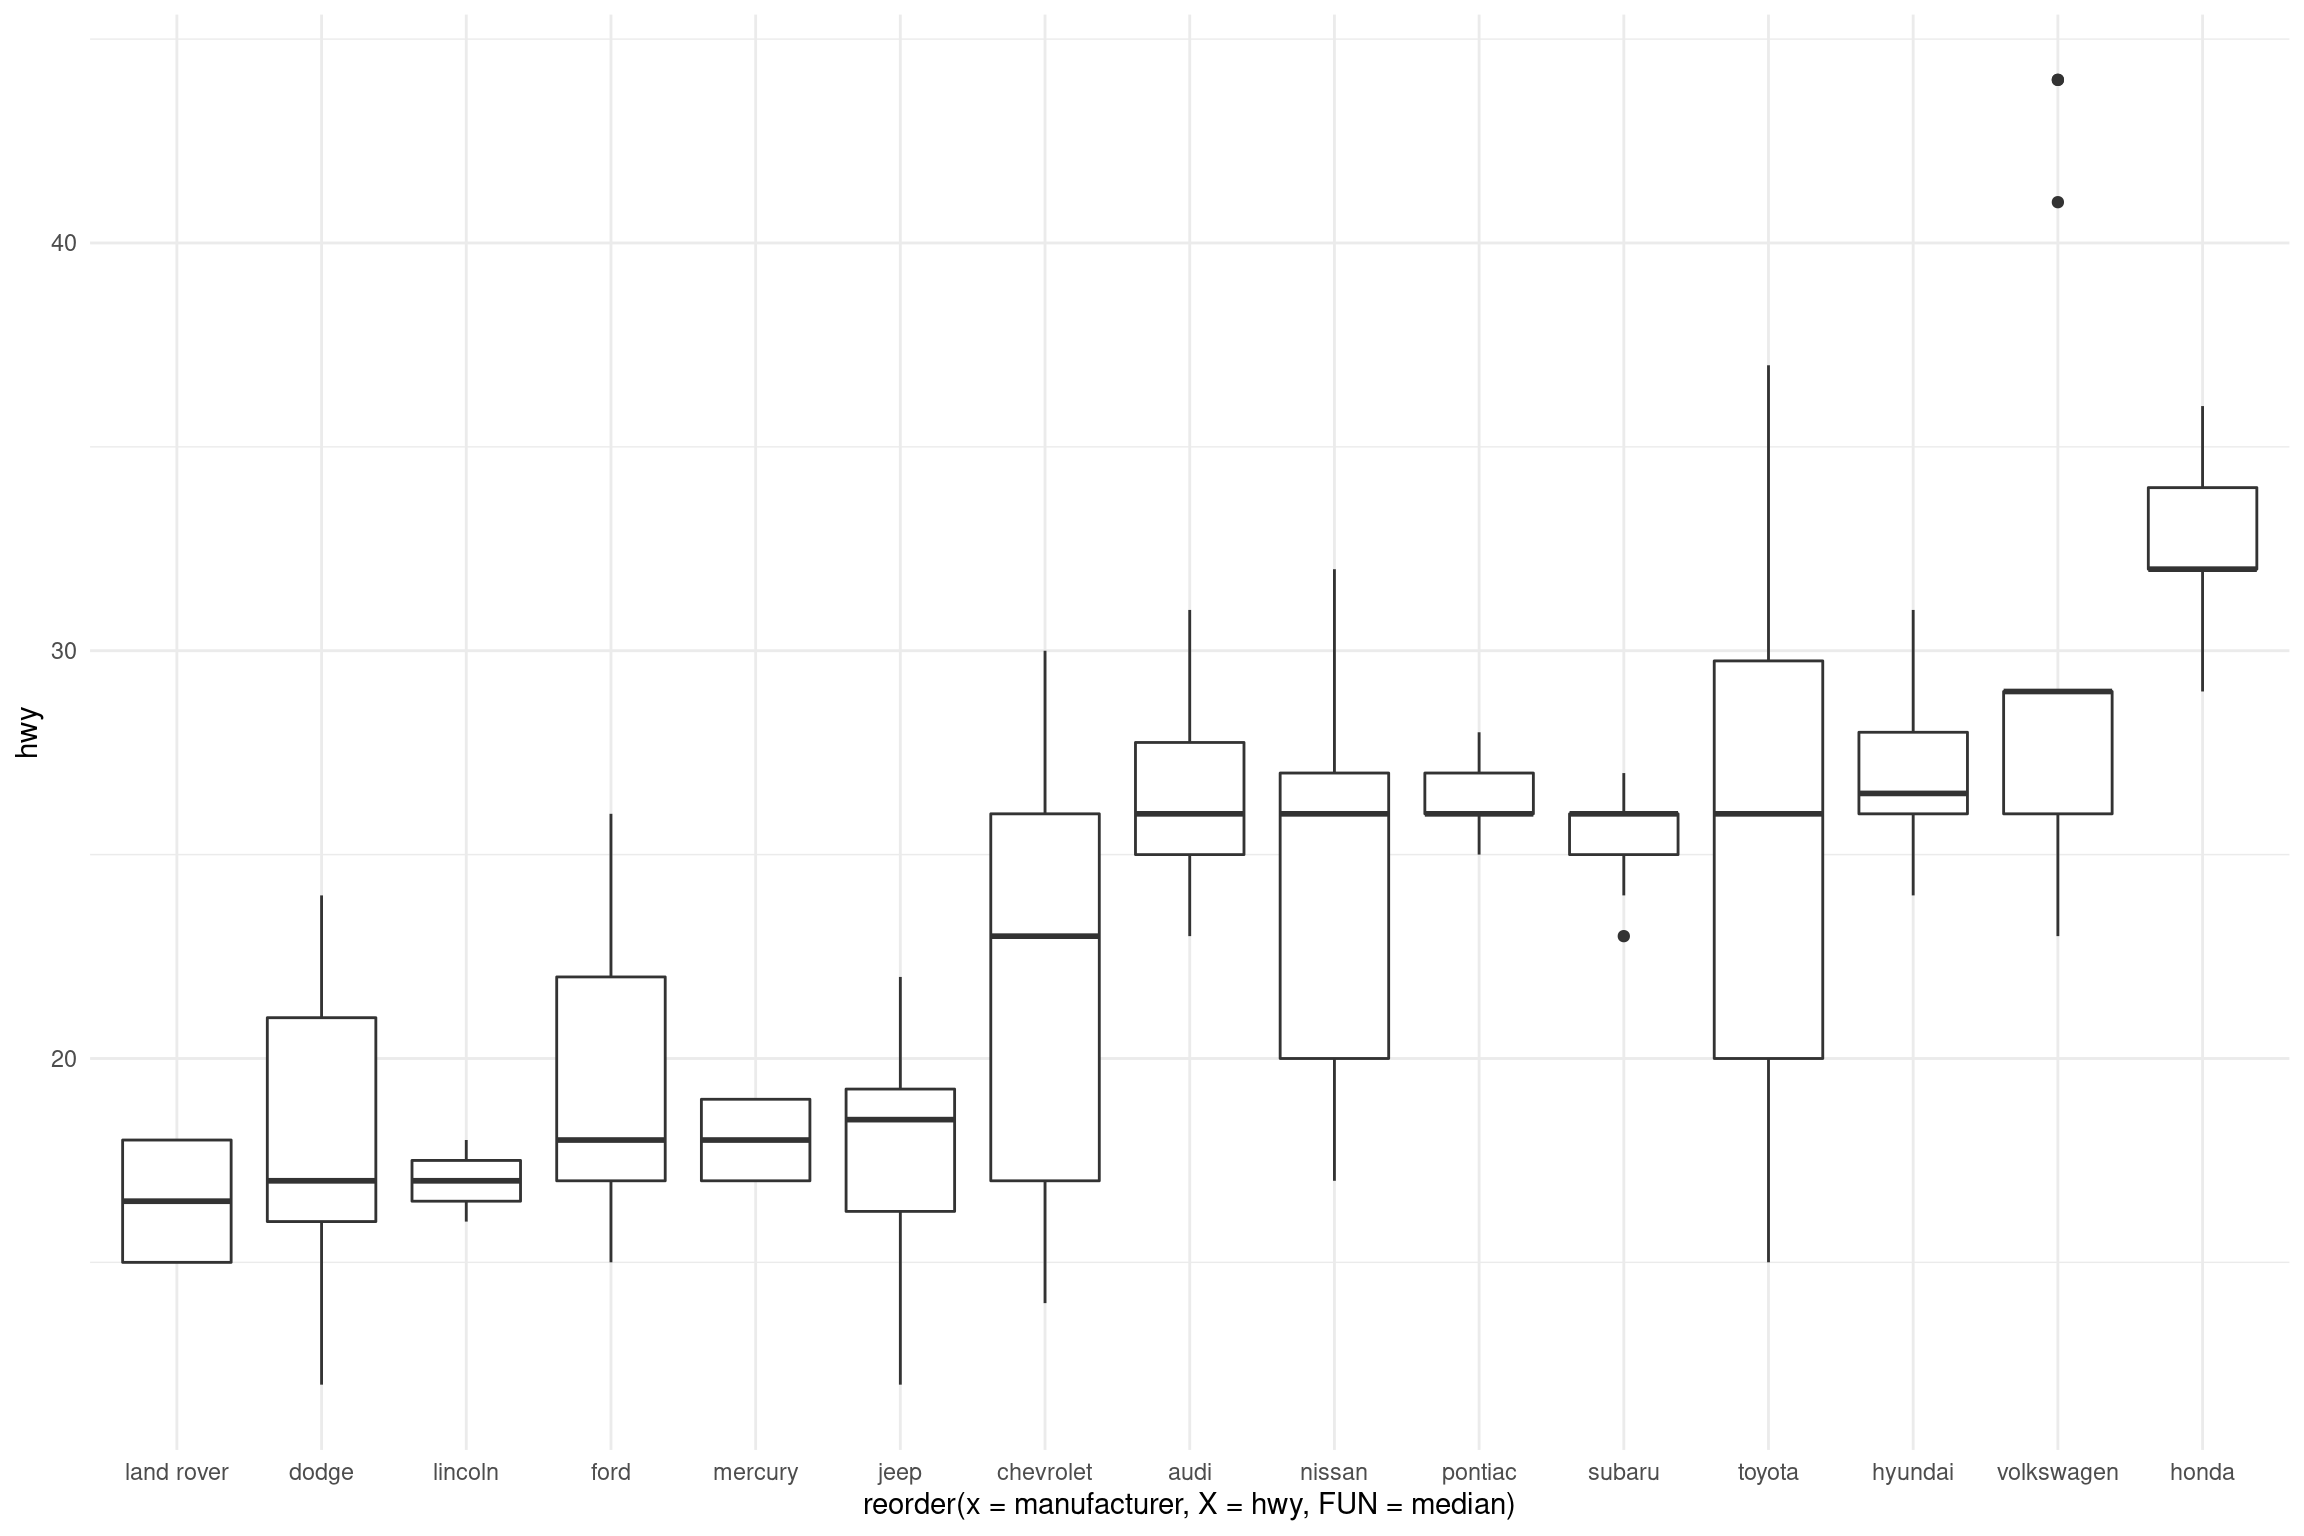 40
30
20
hwy
land rover dodge lincoln ford mercury jeep chevrolet audi nissan pontiac subaru toyota hyundai volkswagen honda
reorder(x = manufacturer, X = hwy, FUN = median)